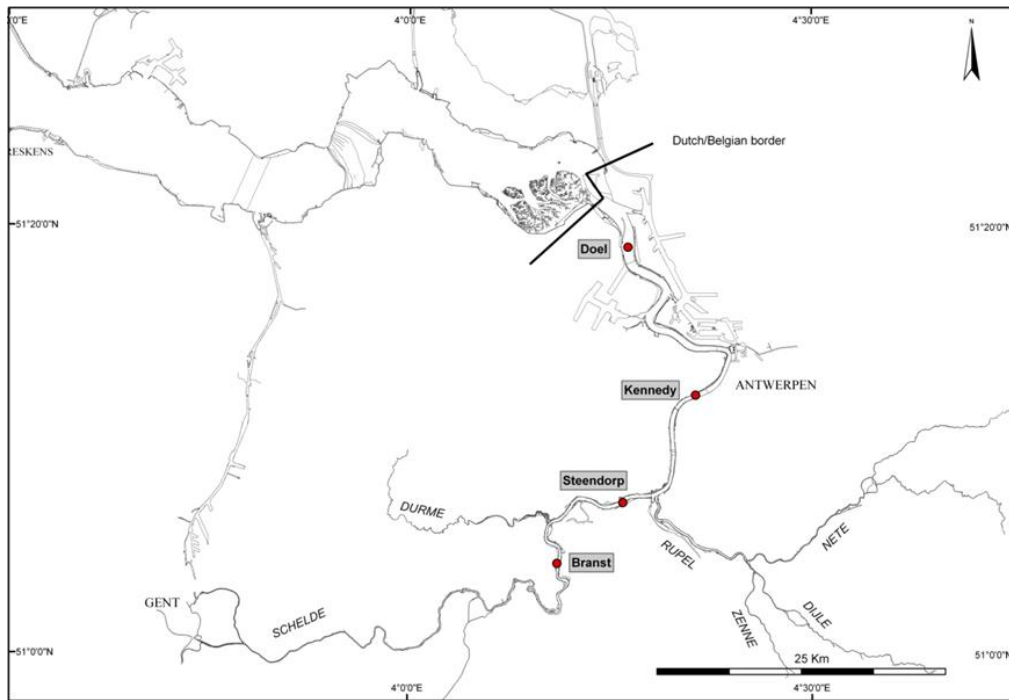 0'E
4°0'0"E
4°30'0"E
N
Dutch/Belgian border
ESKENS
51°20'0"N
51°20'0"N
Doel
Kennedy
ANTWERPEN
Steendorp
DURME
NETE
RUPEL
Branst
GENT
SCHELDE
DIJLE
ZENNE
51°0'0"N
25 Km
51°0'0"N
4°0'0"E
4°30'0"E